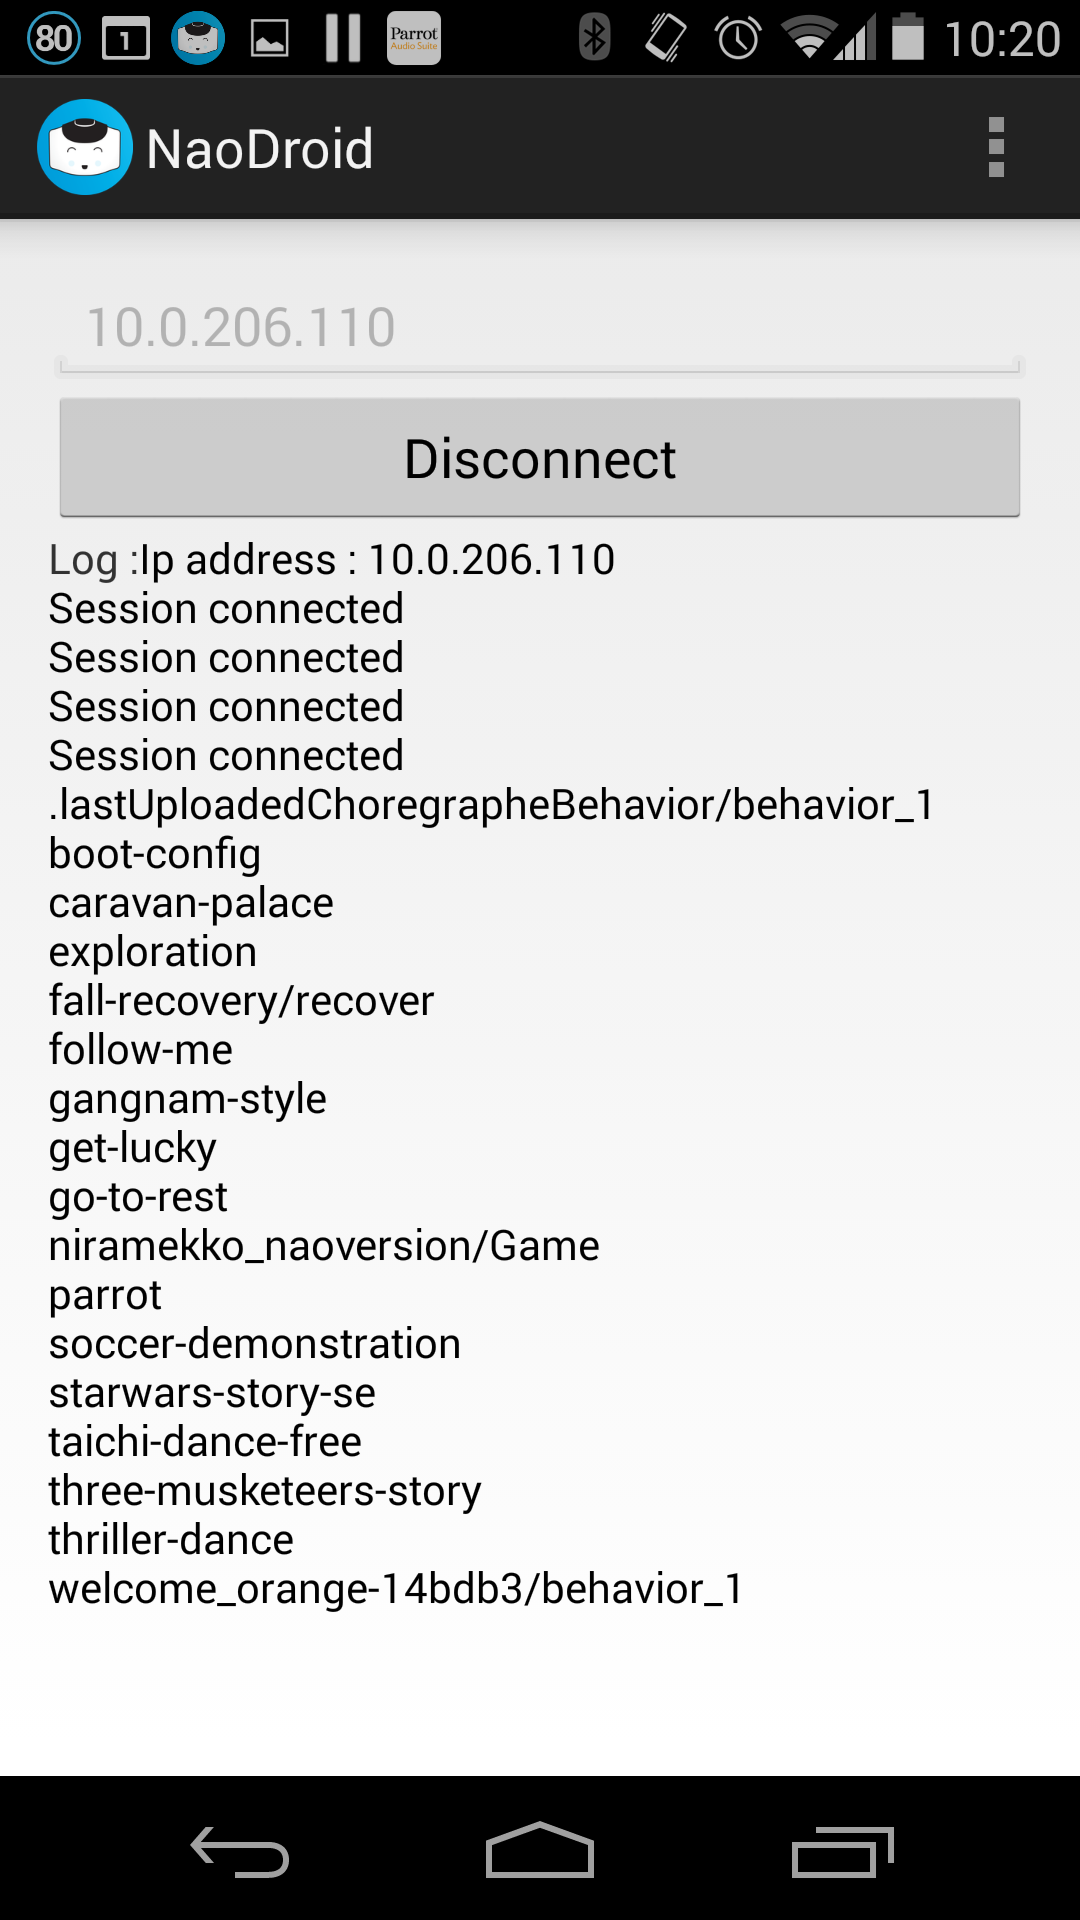 80
1
Parrot
Audio Suite
10:20
NaoDroid
10.0.206.110
Disconnect
Log :Ip address : 10.0.206.110
Session connected
Session connected
Session connected
Session connected
.lastUploadedChoregrapheBehavior/behavior_1
boot-config
caravan-palace
exploration
fall-recovery/recover
follow-me
gangnam-style
get-lucky
go-to-rest
niramekko_naoversion/Game
parrot
soccer-demonstration
starwars-story-se
taichi-dance-free
three-musketeers-story
thriller-dance
welcome_orange-14bdb3/behavior_1